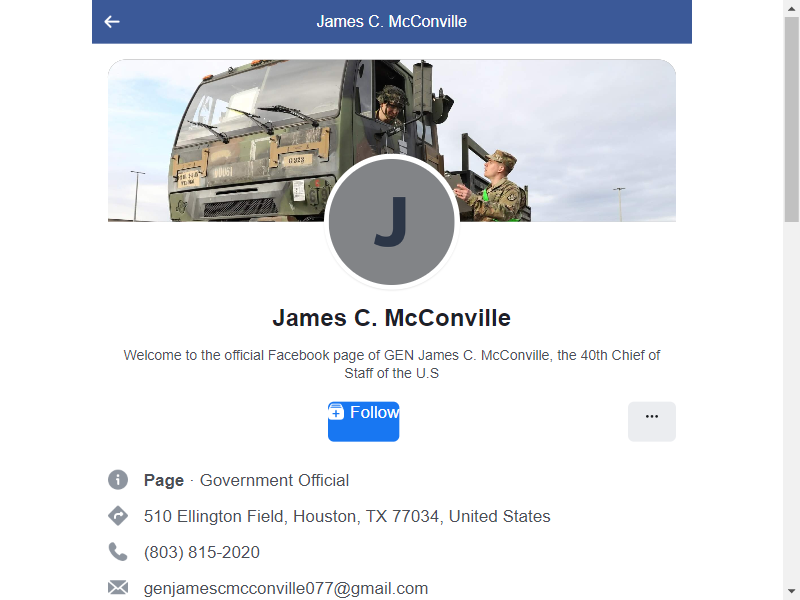 James C. McConville
J
James C. McConville
Welcome to the official Facebook page of GEN James C. McConville, the 40th Chief of
Staff of the U.S
Follow
Page · Government Official
510 Ellington Field, Houston, TX 77034, United States
(803) 815-2020
genjamescmcconville077@gmail.com